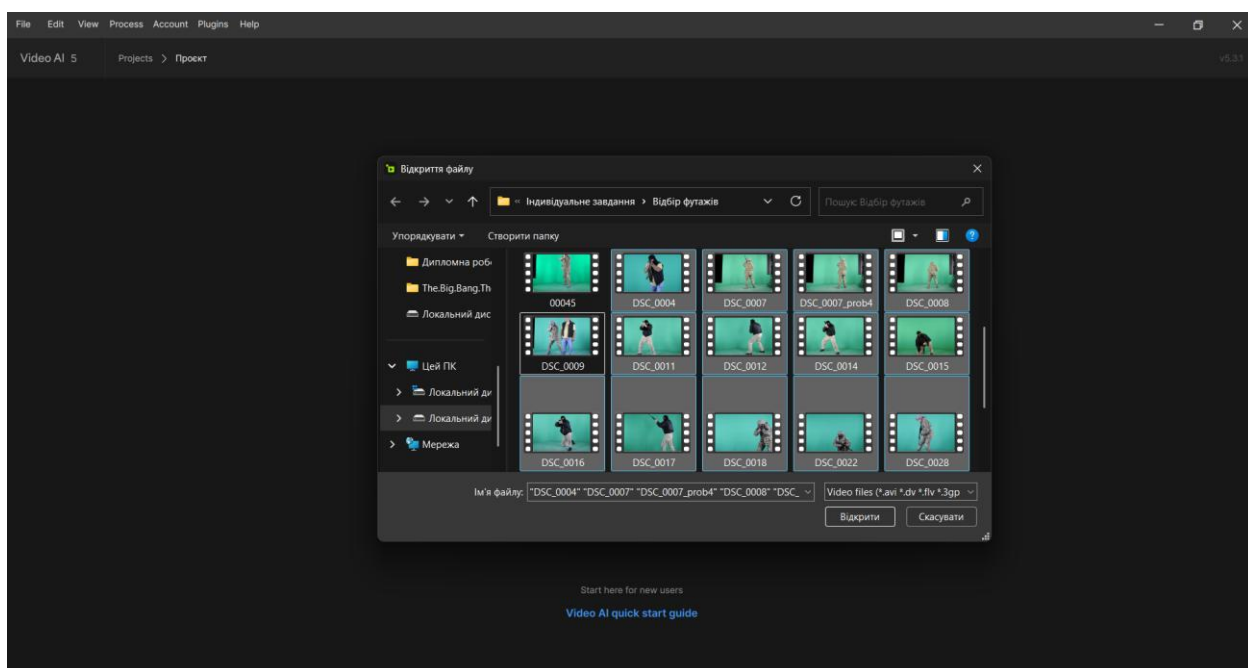 File Edit View Process Account Plugins Help
Video AI 5 Projects > Проєкт v5.3.1
Відкриття файлу
« Індивідуальне завдання > Відбір футажів Пошук: Відбір футажів
Упорядкувати Створити папку
Дипломна роб
The.Big.Bang.Th
Локальний дис
Цей ПК
Локальний ди
Локальний ди
Мережа
00045 DSC_0004 DSC_0007 DSC_0007_prob4 DSC_0008
DSC_0009 DSC_0011 DSC_0012 DSC_0014 DSC_0015
DSC_0016 DSC_0017 DSC_0018 DSC_0022 DSC_0028
Ім'я файлу: "DSC_0004" "DSC_0007" "DSC_0007_prob4" "DSC_0008" "DSC_ Video files (*.avi *.dv *.flv *.3gp
Відкрити Скасувати
Start here for new users
Video AI quick start guide